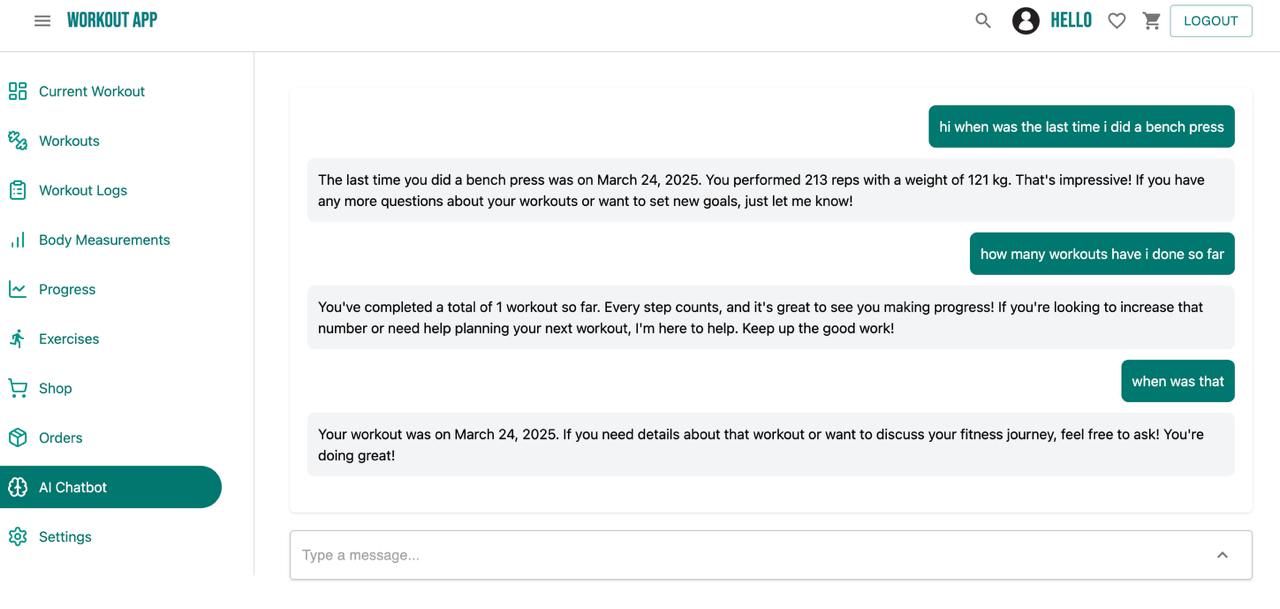 WORKOUT APP
HELLO
LOGOUT
Current Workout
Workouts
Workout Logs
Body Measurements
Progress
Exercises
Shop
Orders
AI Chatbot
Settings
hi when was the last time i did a bench press
The last time you did a bench press was on March 24, 2025. You performed 213 reps with a weight of 121 kg. That's impressive! If you have
any more questions about your workouts or want to set new goals, just let me know!
how many workouts have i done so far
You've completed a total of 1 workout so far. Every step counts, and it's great to see you making progress! If you're looking to increase that
number or need help planning your next workout, I'm here to help. Keep up the good work!
when was that
Your workout was on March 24, 2025. If you need details about that workout or want to discuss your fitness journey, feel free to ask! You're
doing great!
Type a message...